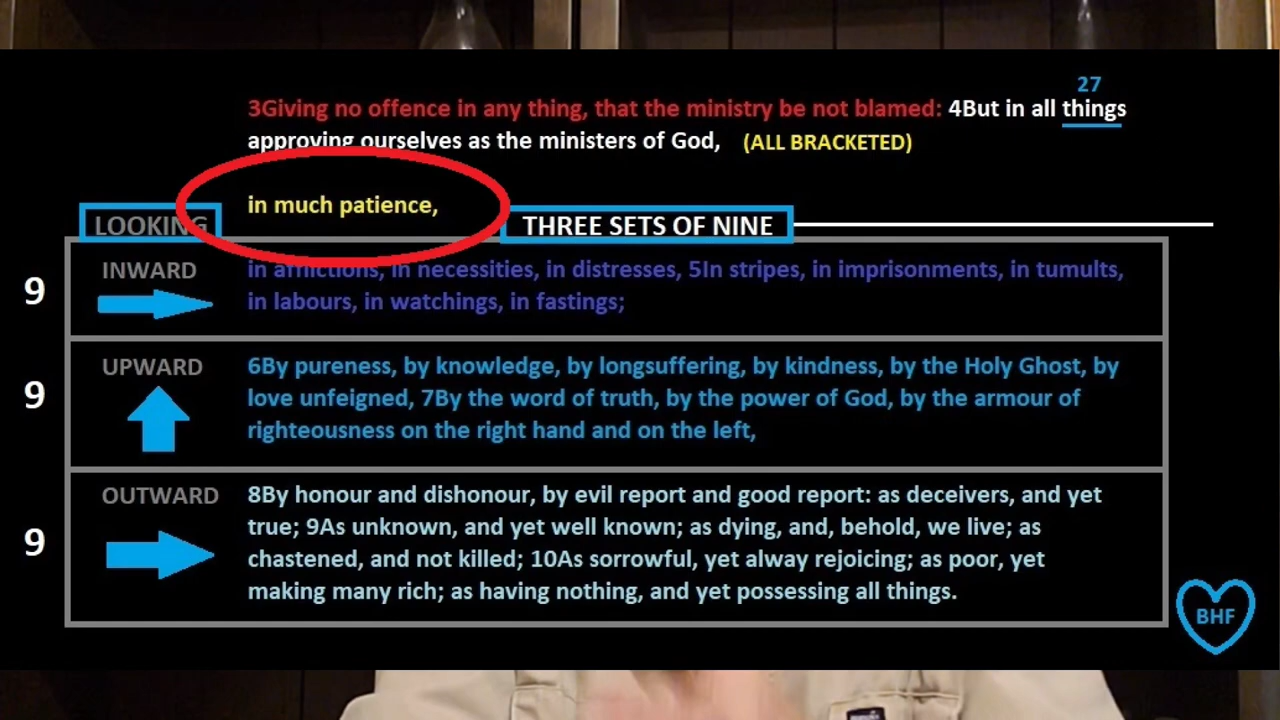 27
3Giving no offence in any thing, that the ministry be not blamed: 4But in all things
approving ourselves as the ministers of God, (ALL BRACKETED)
in much patience,
LOOKING
THREE SETS OF NINE
9
INWARD
in afflictions, in necessities, in distresses, 5In stripes, in imprisonments, in tumults,
in labours, in watchings, in fastings;
9
UPWARD
6By pureness, by knowledge, by longsuffering, by kindness, by the Holy Ghost, by
love unfeigned, 7By the word of truth, by the power of God, by the armour of
righteousness on the right hand and on the left,
9
OUTWARD
8By honour and dishonour, by evil report and good report: as deceivers, and yet
true; 9As unknown, and yet well known; as dying, and, behold, we live; as
chastened, and not killed; 10As sorrowful, yet alway rejoicing; as poor, yet
making many rich; as having nothing, and yet possessing all things.
BHF